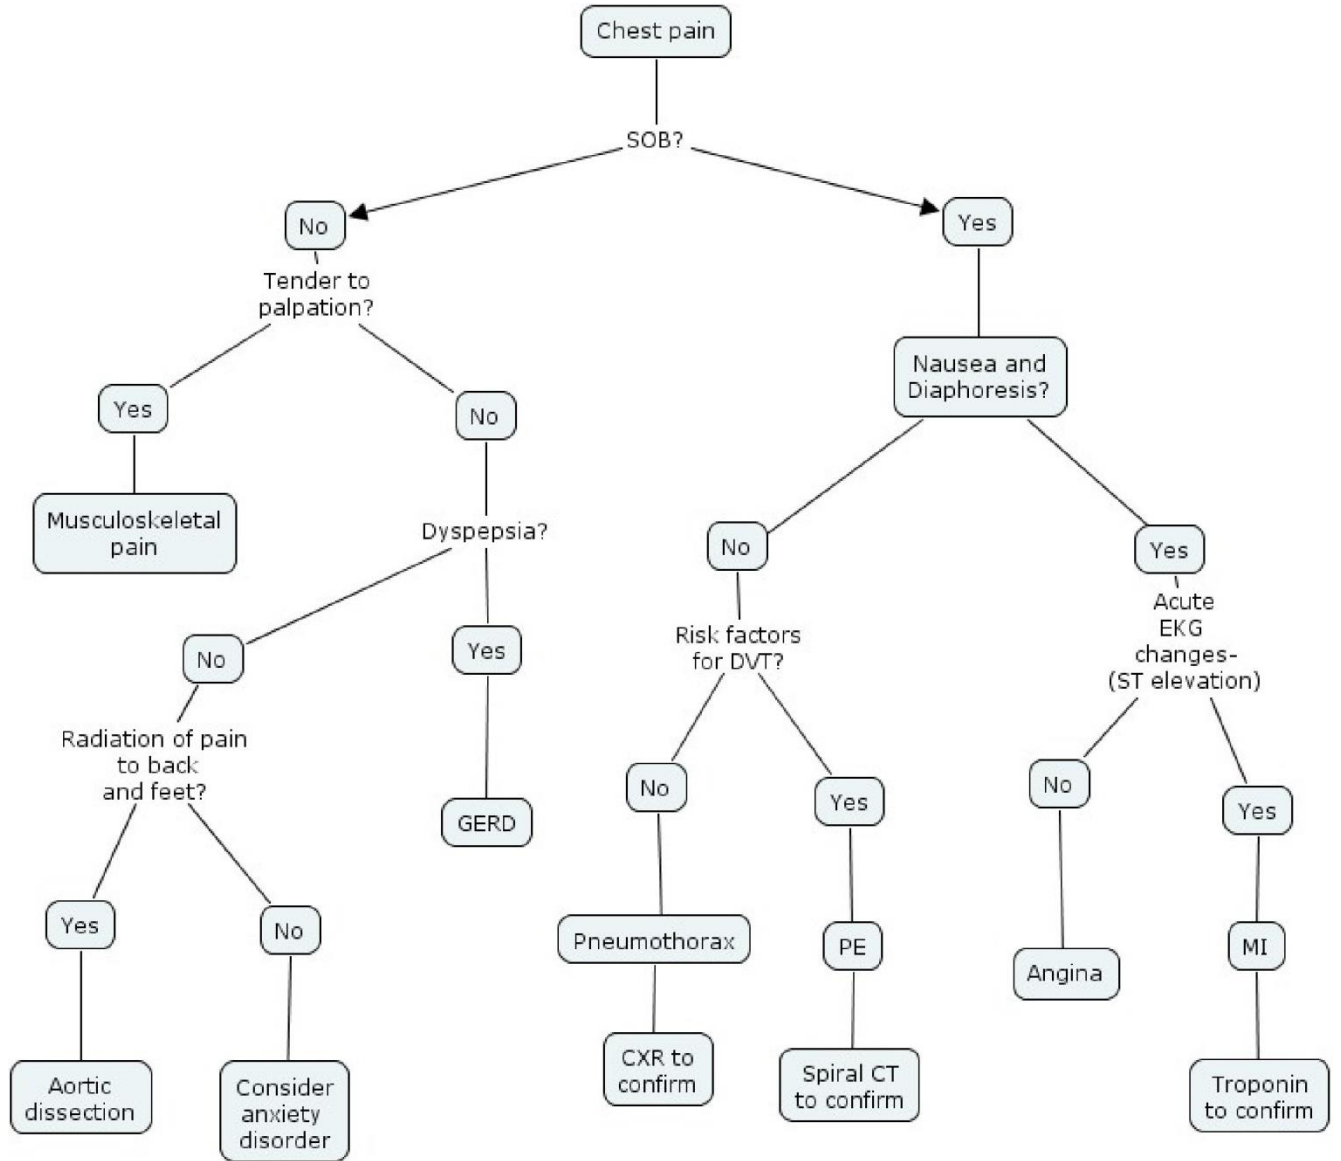 Chest pain
SOB?
No
Yes
Tender to
palpation?
Nausea and
Diaphoresis?
Yes
No
Musculoskeletal
pain
Dyspepsia?
No
Yes
Acute
EKG
changes-
(ST elevation)
No
Yes
Risk factors
for DVT?
Radiation of pain
to back
and feet?
GERD
No
Yes
No
Yes
Yes
No
Pneumothorax
PE
Angina
MI
Aortic
dissection
Consider
anxiety
disorder
CXR to
confirm
Spiral CT
to confirm
Troponin
to confirm